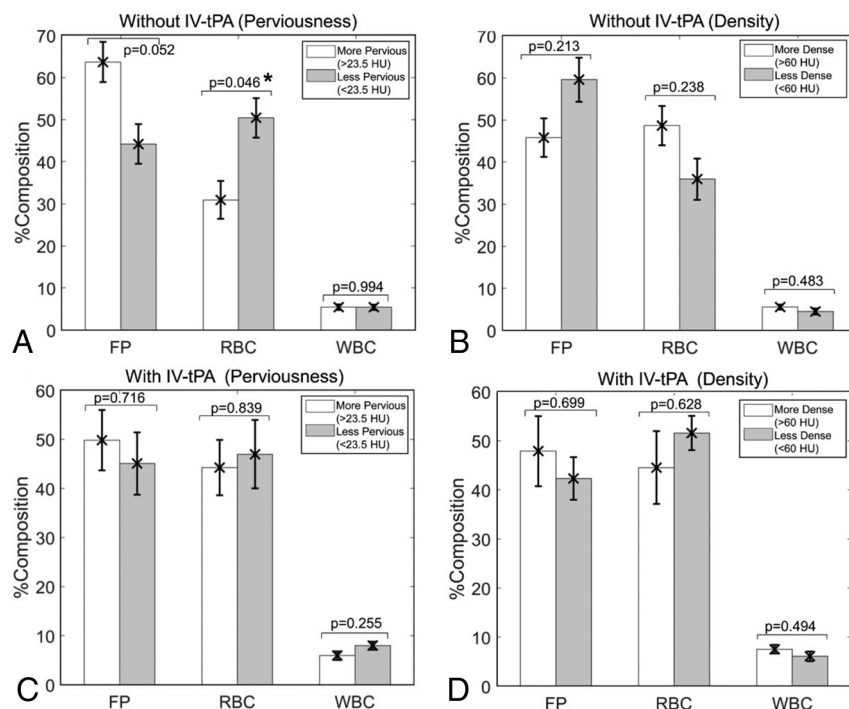 Without IV-tPA (Perviousness)
70
60
50
40
30
20
10
0
%Composition
p=0.052
p=0.046 *
p=0.994
More Pervious
(>23.5 HU)
Less Pervious
(<23.5 HU)
FP RBC WBC
A
Without IV-tPA (Density)
70
60
50
40
30
20
10
0
%Composition
p=0.213
p=0.238
p=0.483
More Dense
(>60 HU)
Less Dense
(<60 HU)
FP RBC WBC
B
With IV-tPA (Perviousness)
60
50
40
30
20
10
0
%Composition
p=0.716
p=0.839
p=0.255
More Pervious
(>23.5 HU)
Less Pervious
(<23.5 HU)
FP RBC WBC
C
With IV-tPA (Density)
60
50
40
30
20
10
0
%Composition
p=0.699
p=0.628
p=0.494
More Dense
(>60 HU)
Less Dense
(<60 HU)
FP RBC WBC
D